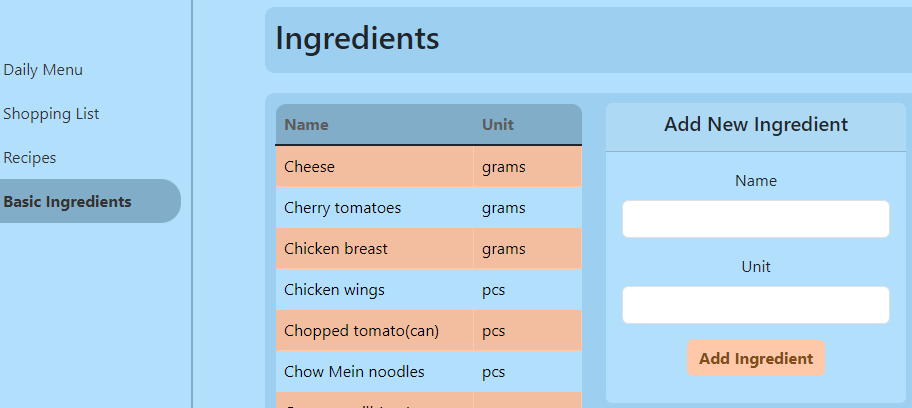 Daily Menu
Shopping List
Recipes
Basic Ingredients
Ingredients
Name Unit
Cheese grams
Cherry tomatoes grams
Chicken breast grams
Chicken wings pcs
Chopped tomato(can) pcs
Chow Mein noodles pcs
Add New Ingredient
Name
Unit
Add Ingredient